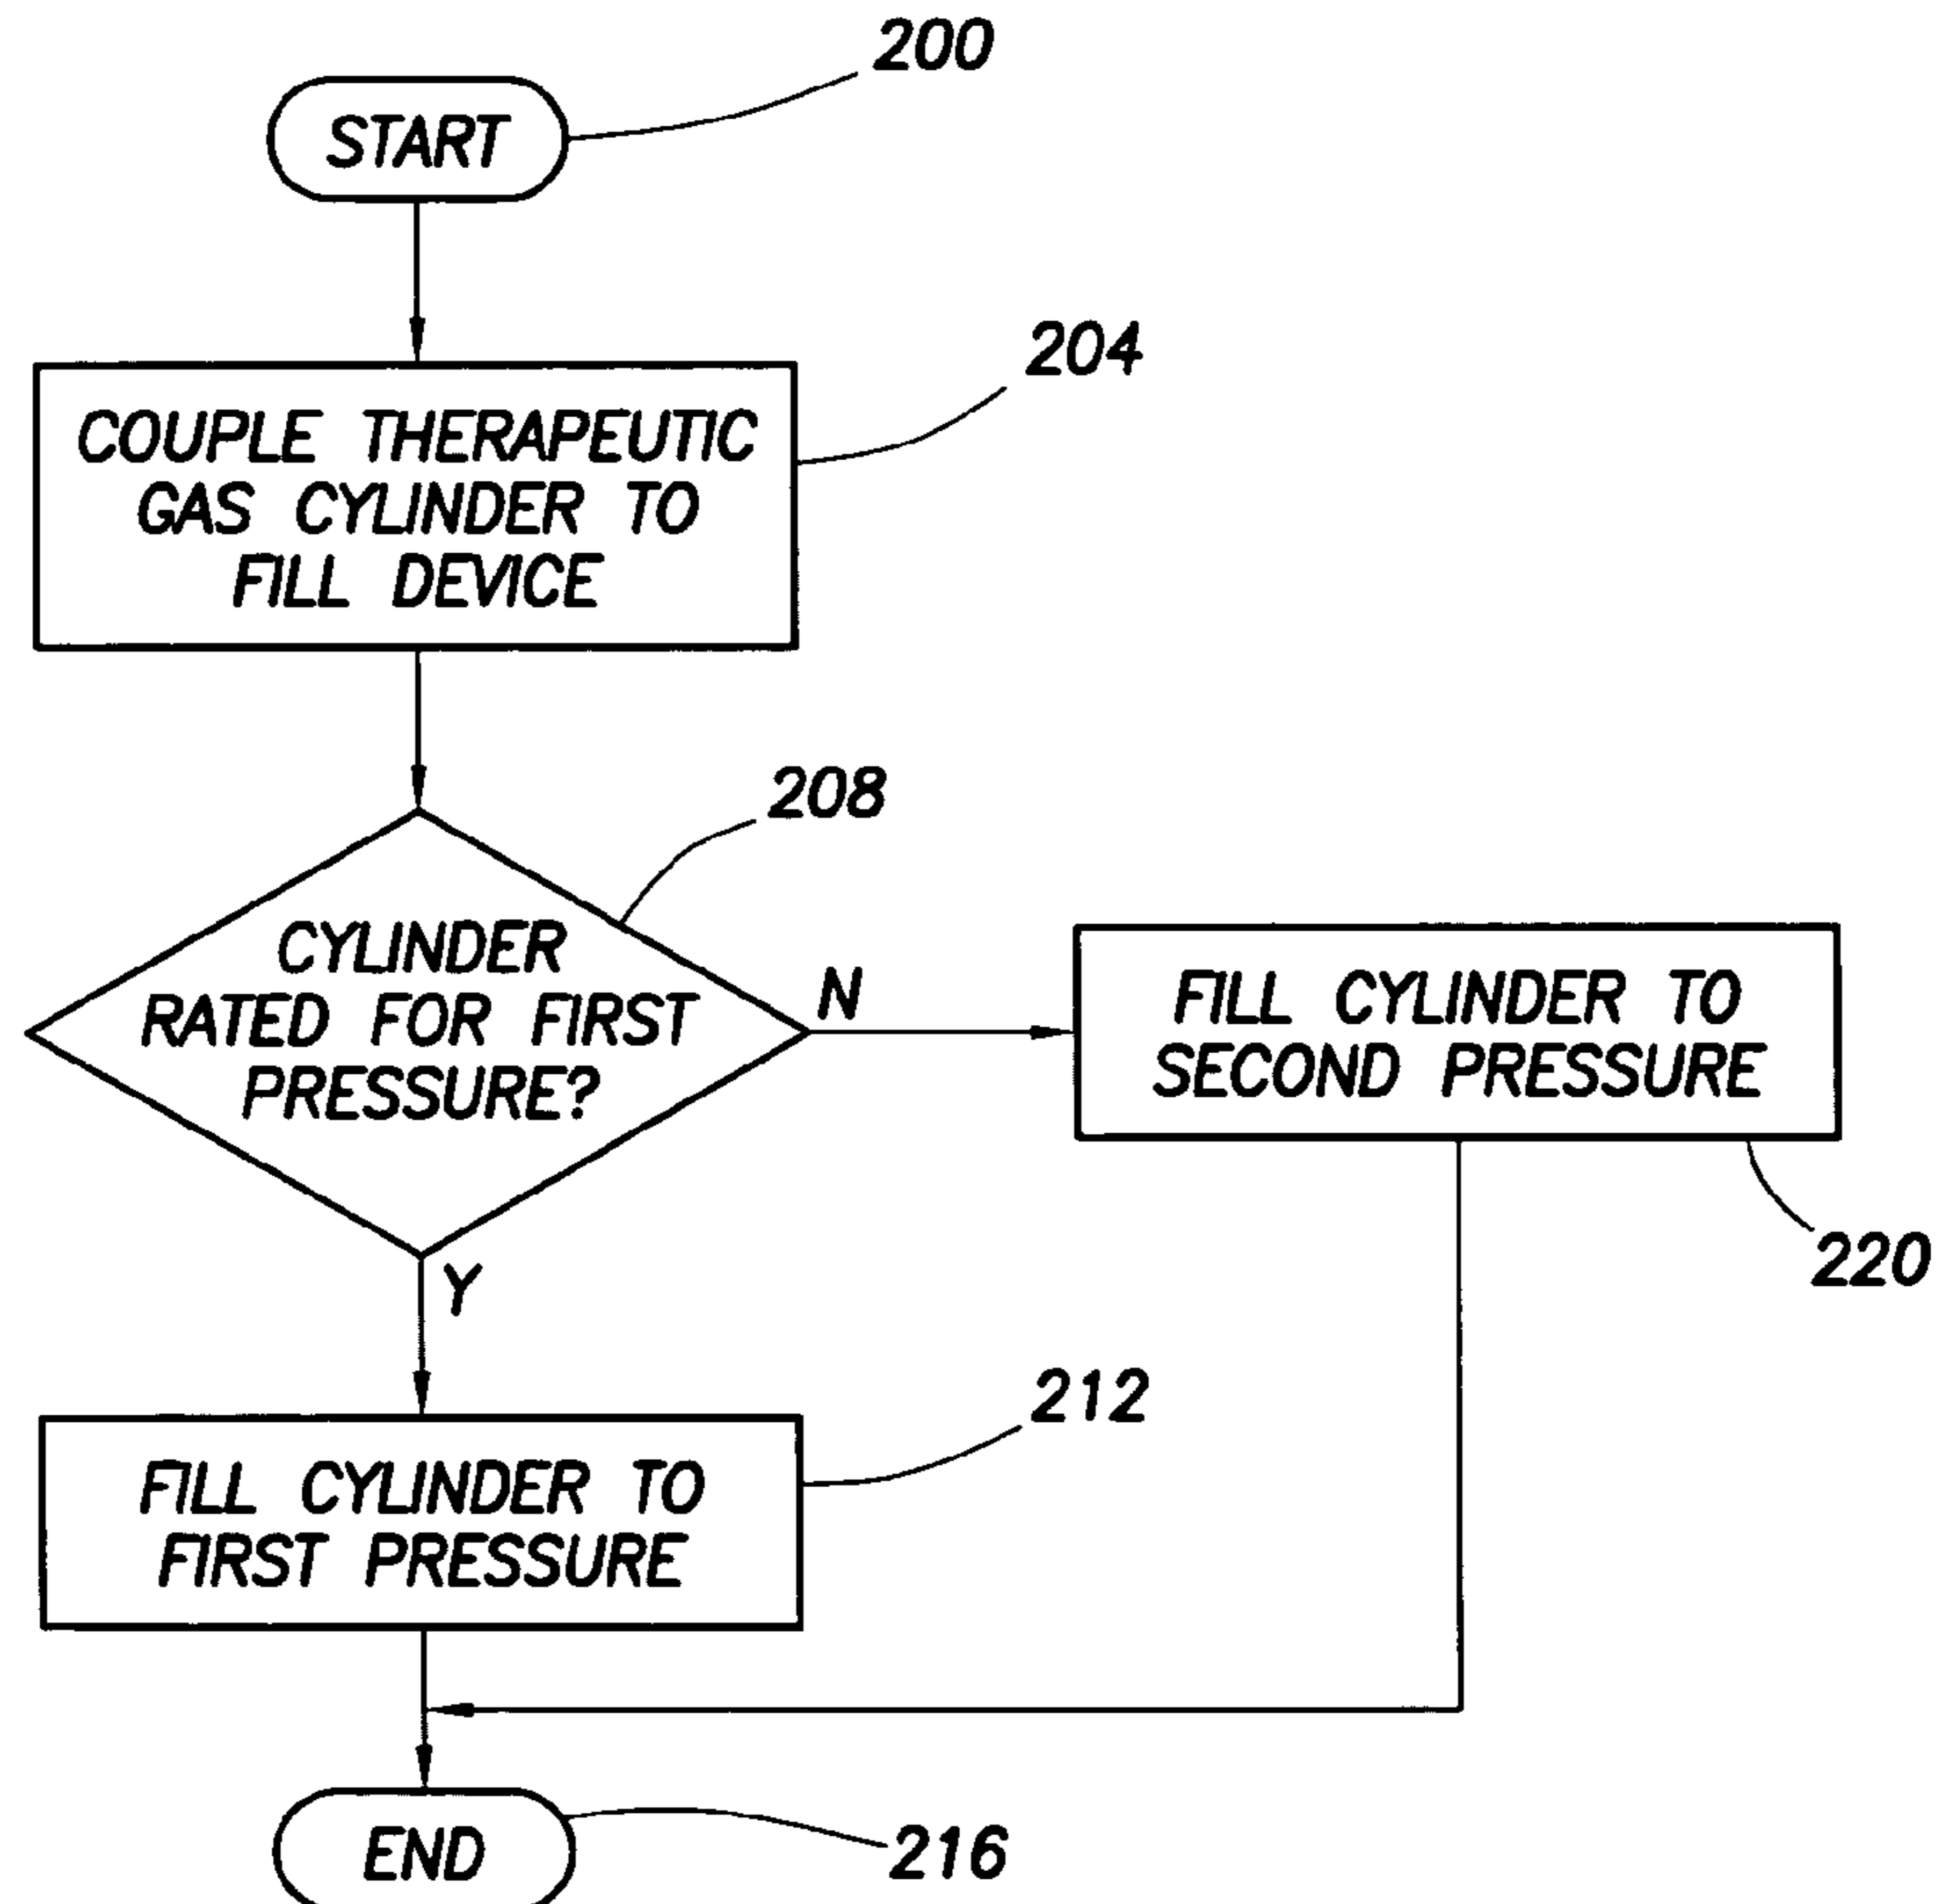 200
START
204
COUPLE THERAPEUTIC
GAS CYLINDER TO
FILL DEVICE
208
CYLINDER
RATED FOR FIRST
PRESSURE?
N
FILL CYLINDER TO
SECOND PRESSURE
220
Y
212
FILL CYLINDER TO
FIRST PRESSURE
END
216